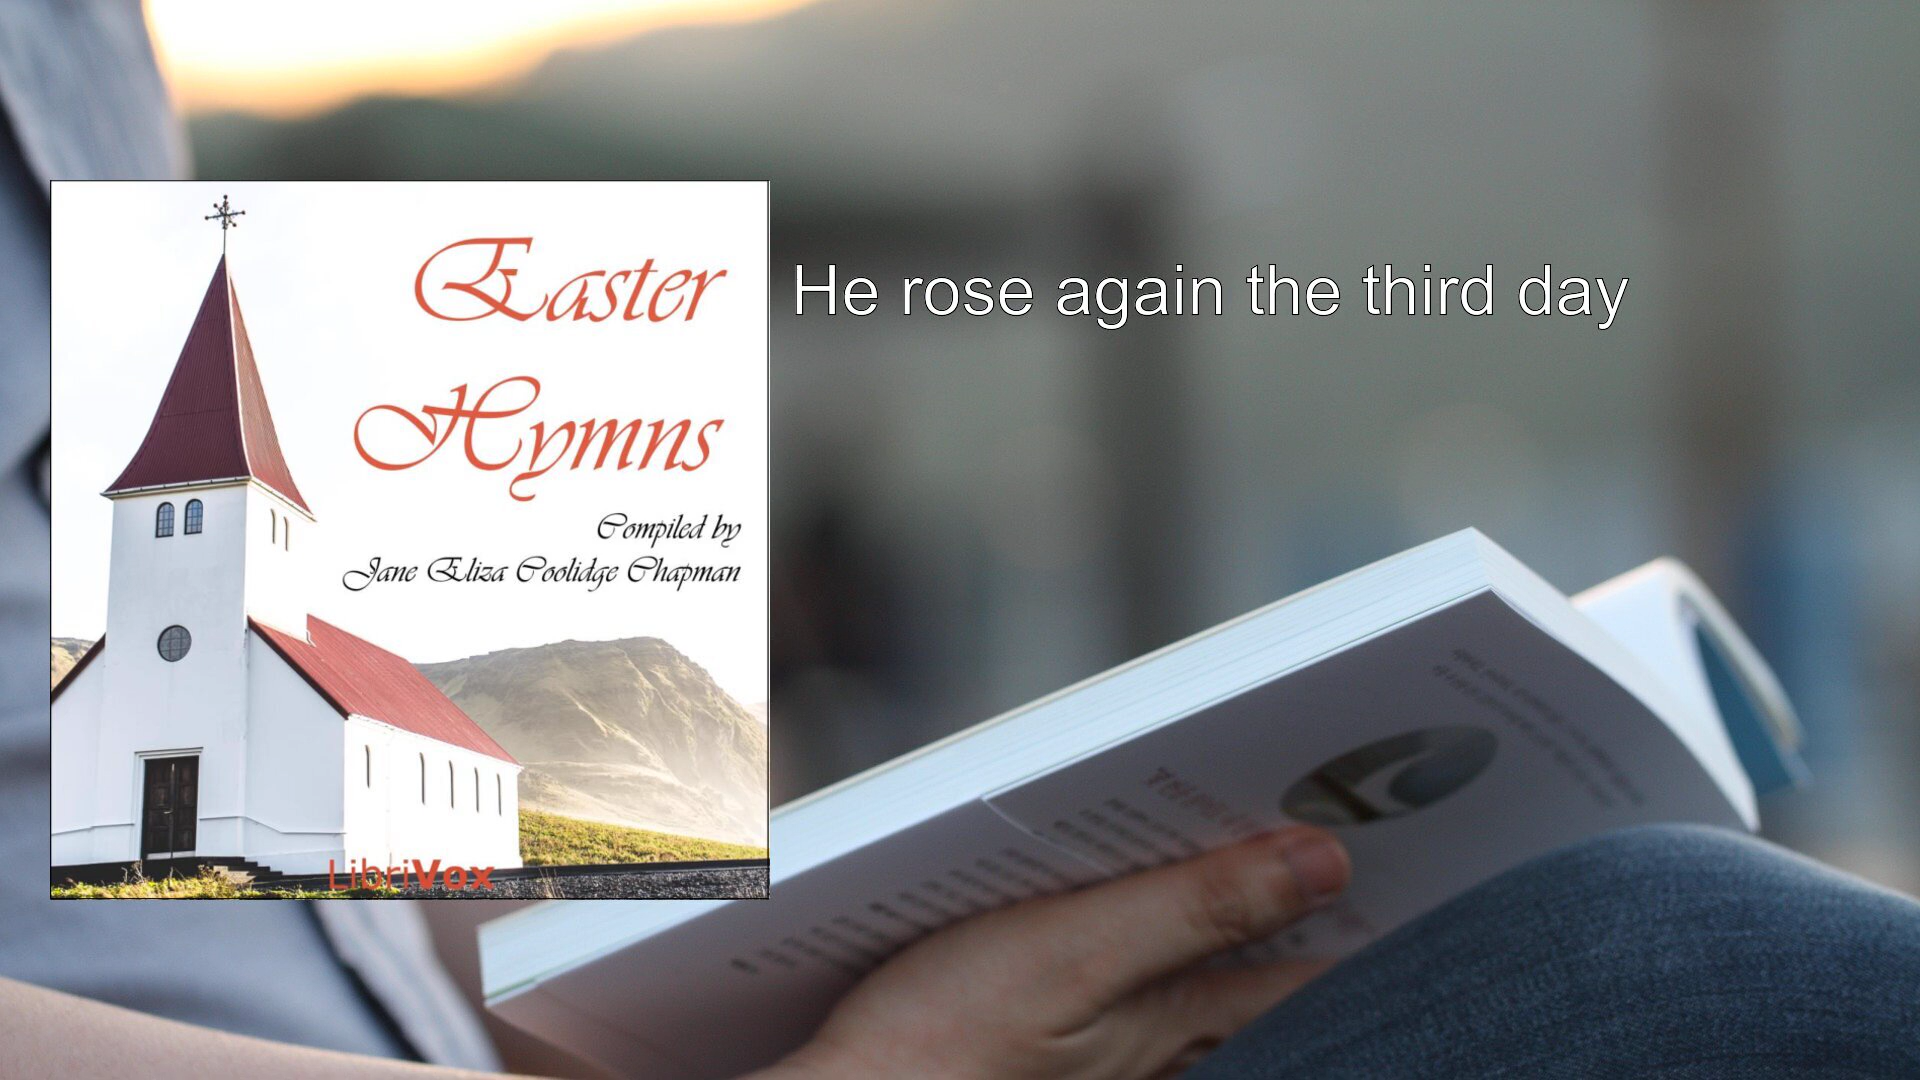 Easter
Hymns
Compiled by
Jane Eliza Coolidge Chapman
LibriVox
He rose again the third day